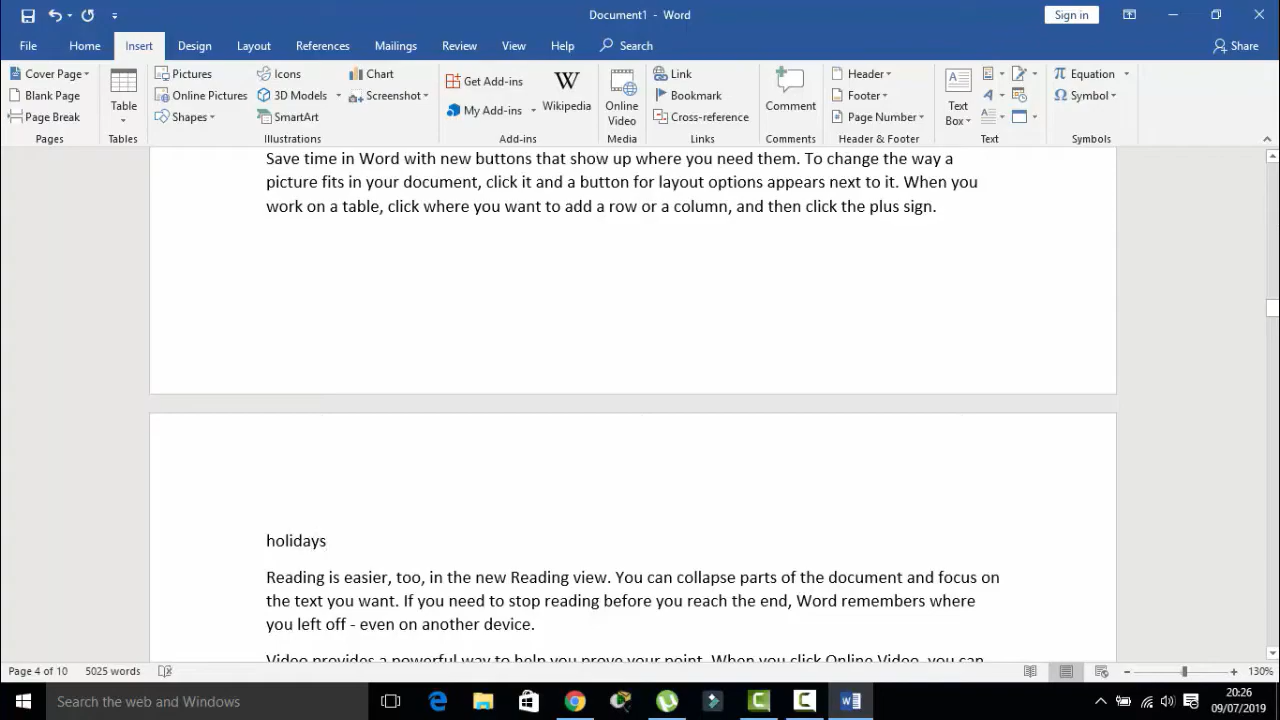 Document1 - Word
Sign in
File Home Insert Design Layout References Mailings Review View Help Search Share
Cover Page
Blank Page
Page Break
Pages
Table
Tables
Pictures
Online Pictures
Shapes
Icons
3D Models
SmartArt
Chart
Screenshot
Illustrations
Get Add-ins
My Add-ins
W
Wikipedia
Add-ins
Online
Video
Media
Link
Bookmark
Cross-reference
Links
Comment
Comments
Header
Footer
Page Number
Header & Footer
Text
Box
Text
Equation
Symbol
Symbols
Save time in Word with new buttons that show up where you need them. To change the way a
picture fits in your document, click it and a button for layout options appears next to it. When you
work on a table, click where you want to add a row or a column, and then click the plus sign.
holidays
Reading is easier, too, in the new Reading view. You can collapse parts of the document and focus on
the text you want. If you need to stop reading before you reach the end, Word remembers where
you left off - even on another device.
Video provides a powerful way to help you prove your point. When you click Online Video, you can
Page 4 of 10 5025 words 130%
Search the web and Windows
20:26
09/07/2019